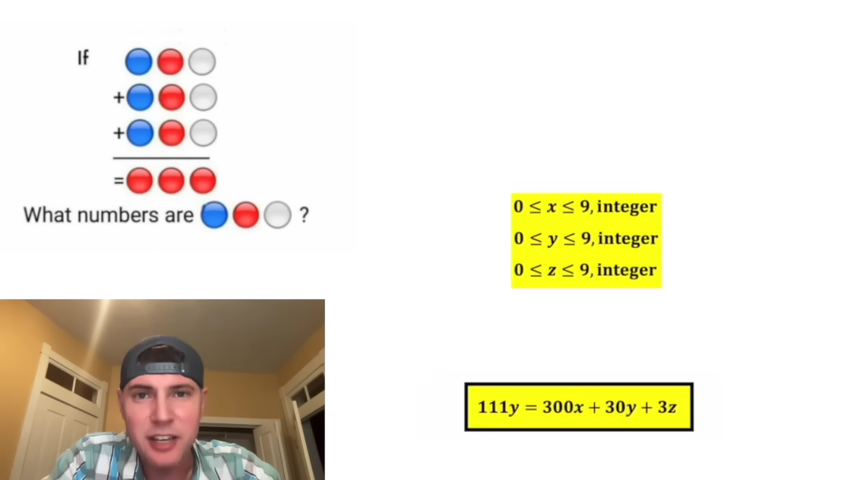 If
+
+
=
What numbers are ?
0 ≤ x ≤ 9, integer
0 ≤ y ≤ 9, integer
0 ≤ z ≤ 9, integer
111y = 300x + 30y + 3z